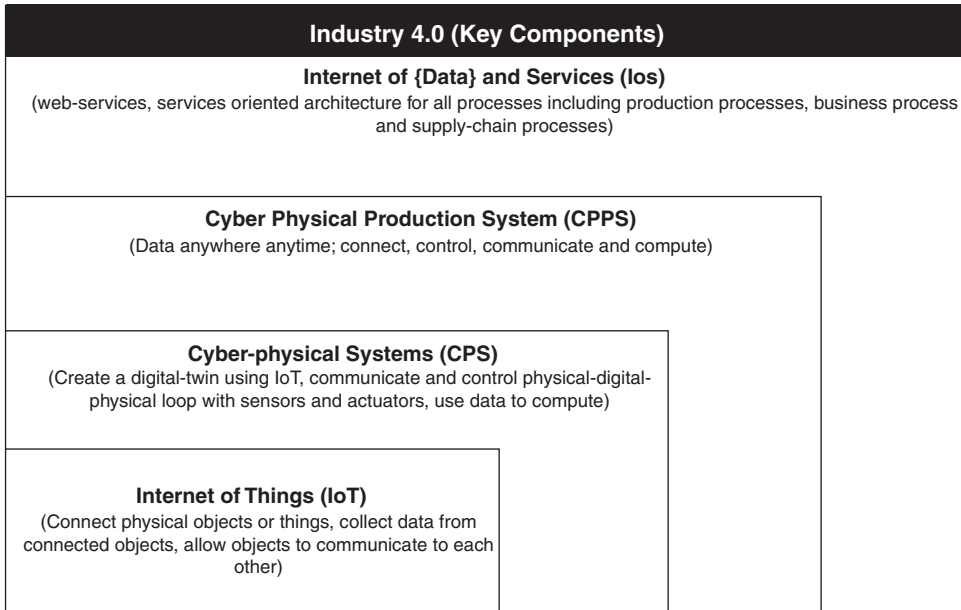 Industry 4.0 (Key Components)
Internet of {Data} and Services (Ios)
(web-services, services oriented architecture for all processes including production processes, business process
and supply-chain processes)
Cyber Physical Production System (CPPS)
(Data anywhere anytime; connect, control, communicate and compute)
Cyber-physical Systems (CPS)
(Create a digital-twin using IoT, communicate and control physical-digital-
physical loop with sensors and actuators, use data to compute)
Internet of Things (IoT)
(Connect physical objects or things, collect data from
connected objects, allow objects to communicate to each
other)